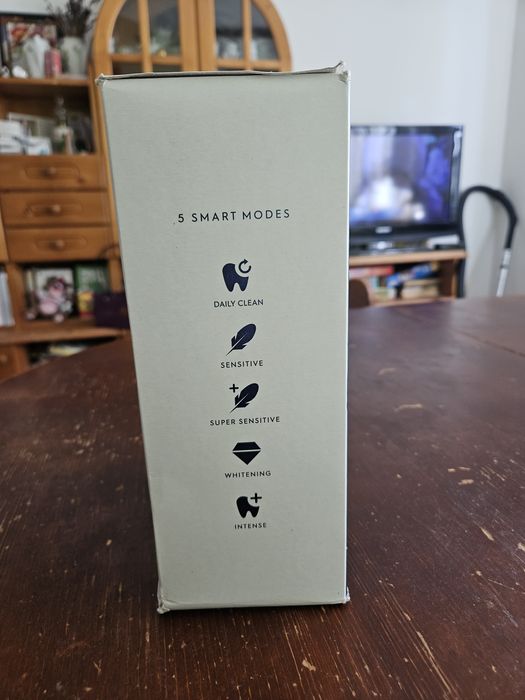 5 SMART MODES
DAILY CLEAN
SENSITIVE
SUPER SENSITIVE
WHITENING
INTENSE